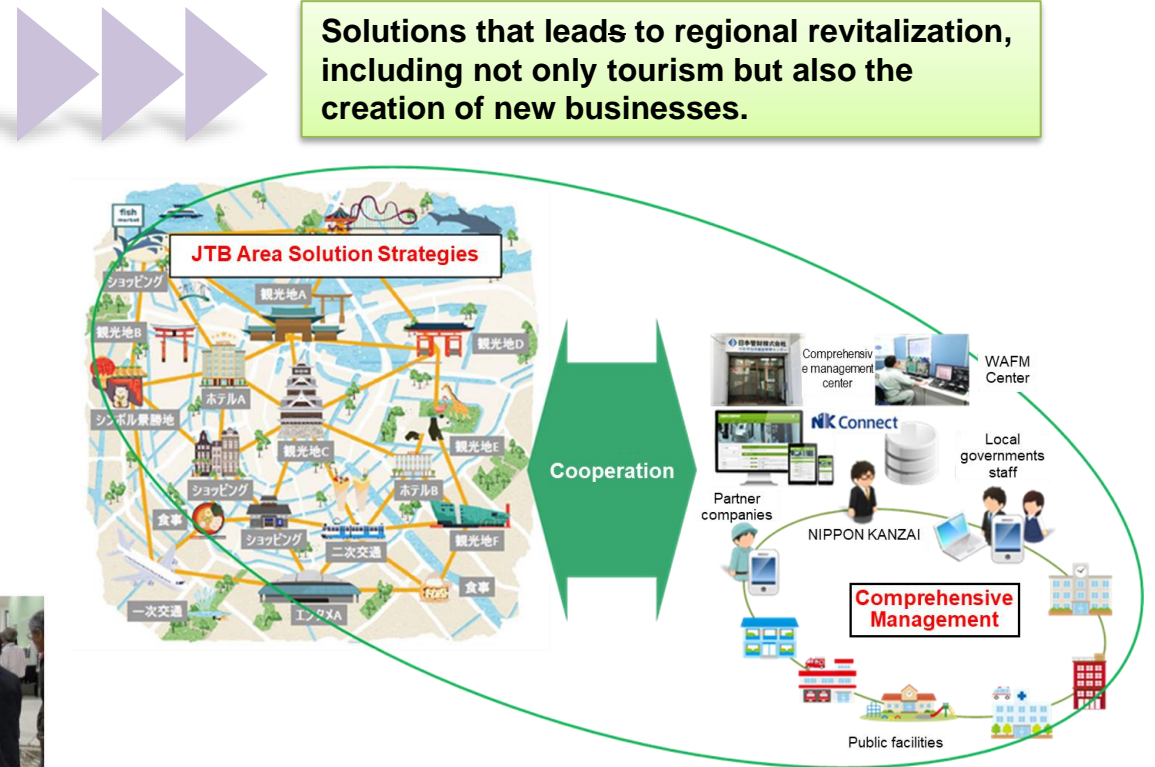 Solutions that leads to regional revitalization,
including not only tourism but also the
creation of new businesses.
fish
market
JTB Area Solution Strategies
ショッピング
観光地A
観光地B
観光地D
ホテルA
シンボル景勝地
観光地C
観光地E
ショッピング
ホテルB
食事
ショッピング
二次交通
観光地F
一次交通
エンタメA
食事
Cooperation
日本管財株式会社
Comprehensiv
e management
center
WAFM
Center
NK Connect
Local
governments
staff
Partner
companies
NIPPON KANZAI
Comprehensive
Management
Public facilities